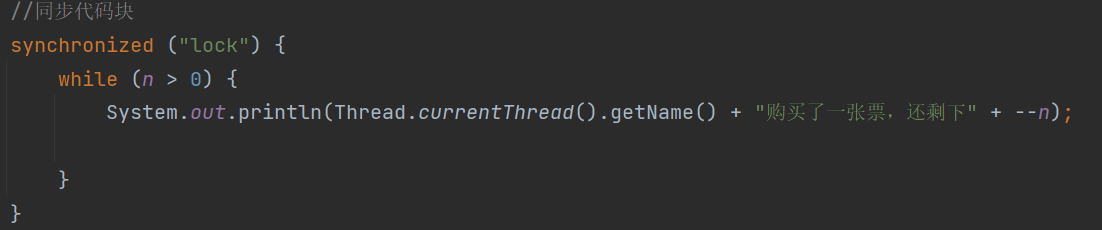 //同步代码块
synchronized ("lock") {
while (n > 0) {
System.out.println(Thread.currentThread().getName() + "购买了一张票，还剩下" + --n);
}
}